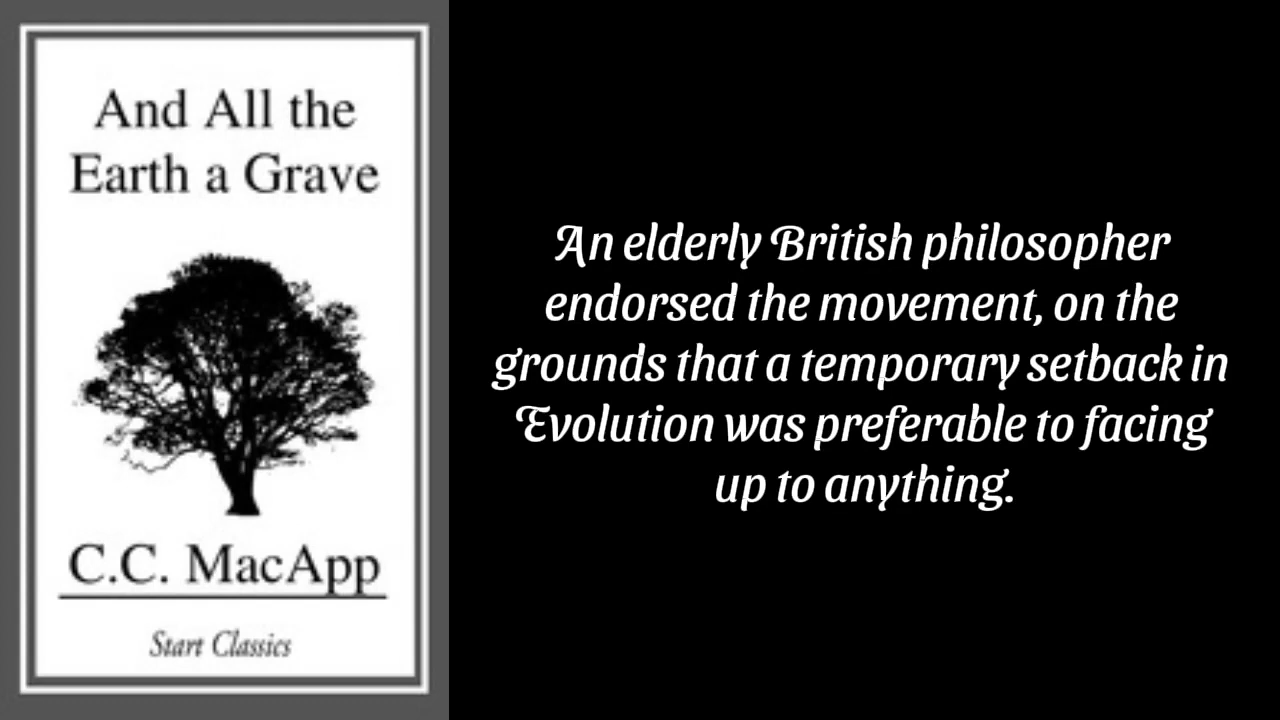 And All the
Earth a Grave
C.C. MacApp
Start Classics
An elderly British philosopher
endorsed the movement, on the
grounds that a temporary setback in
Evolution was preferable to facing
up to anything.